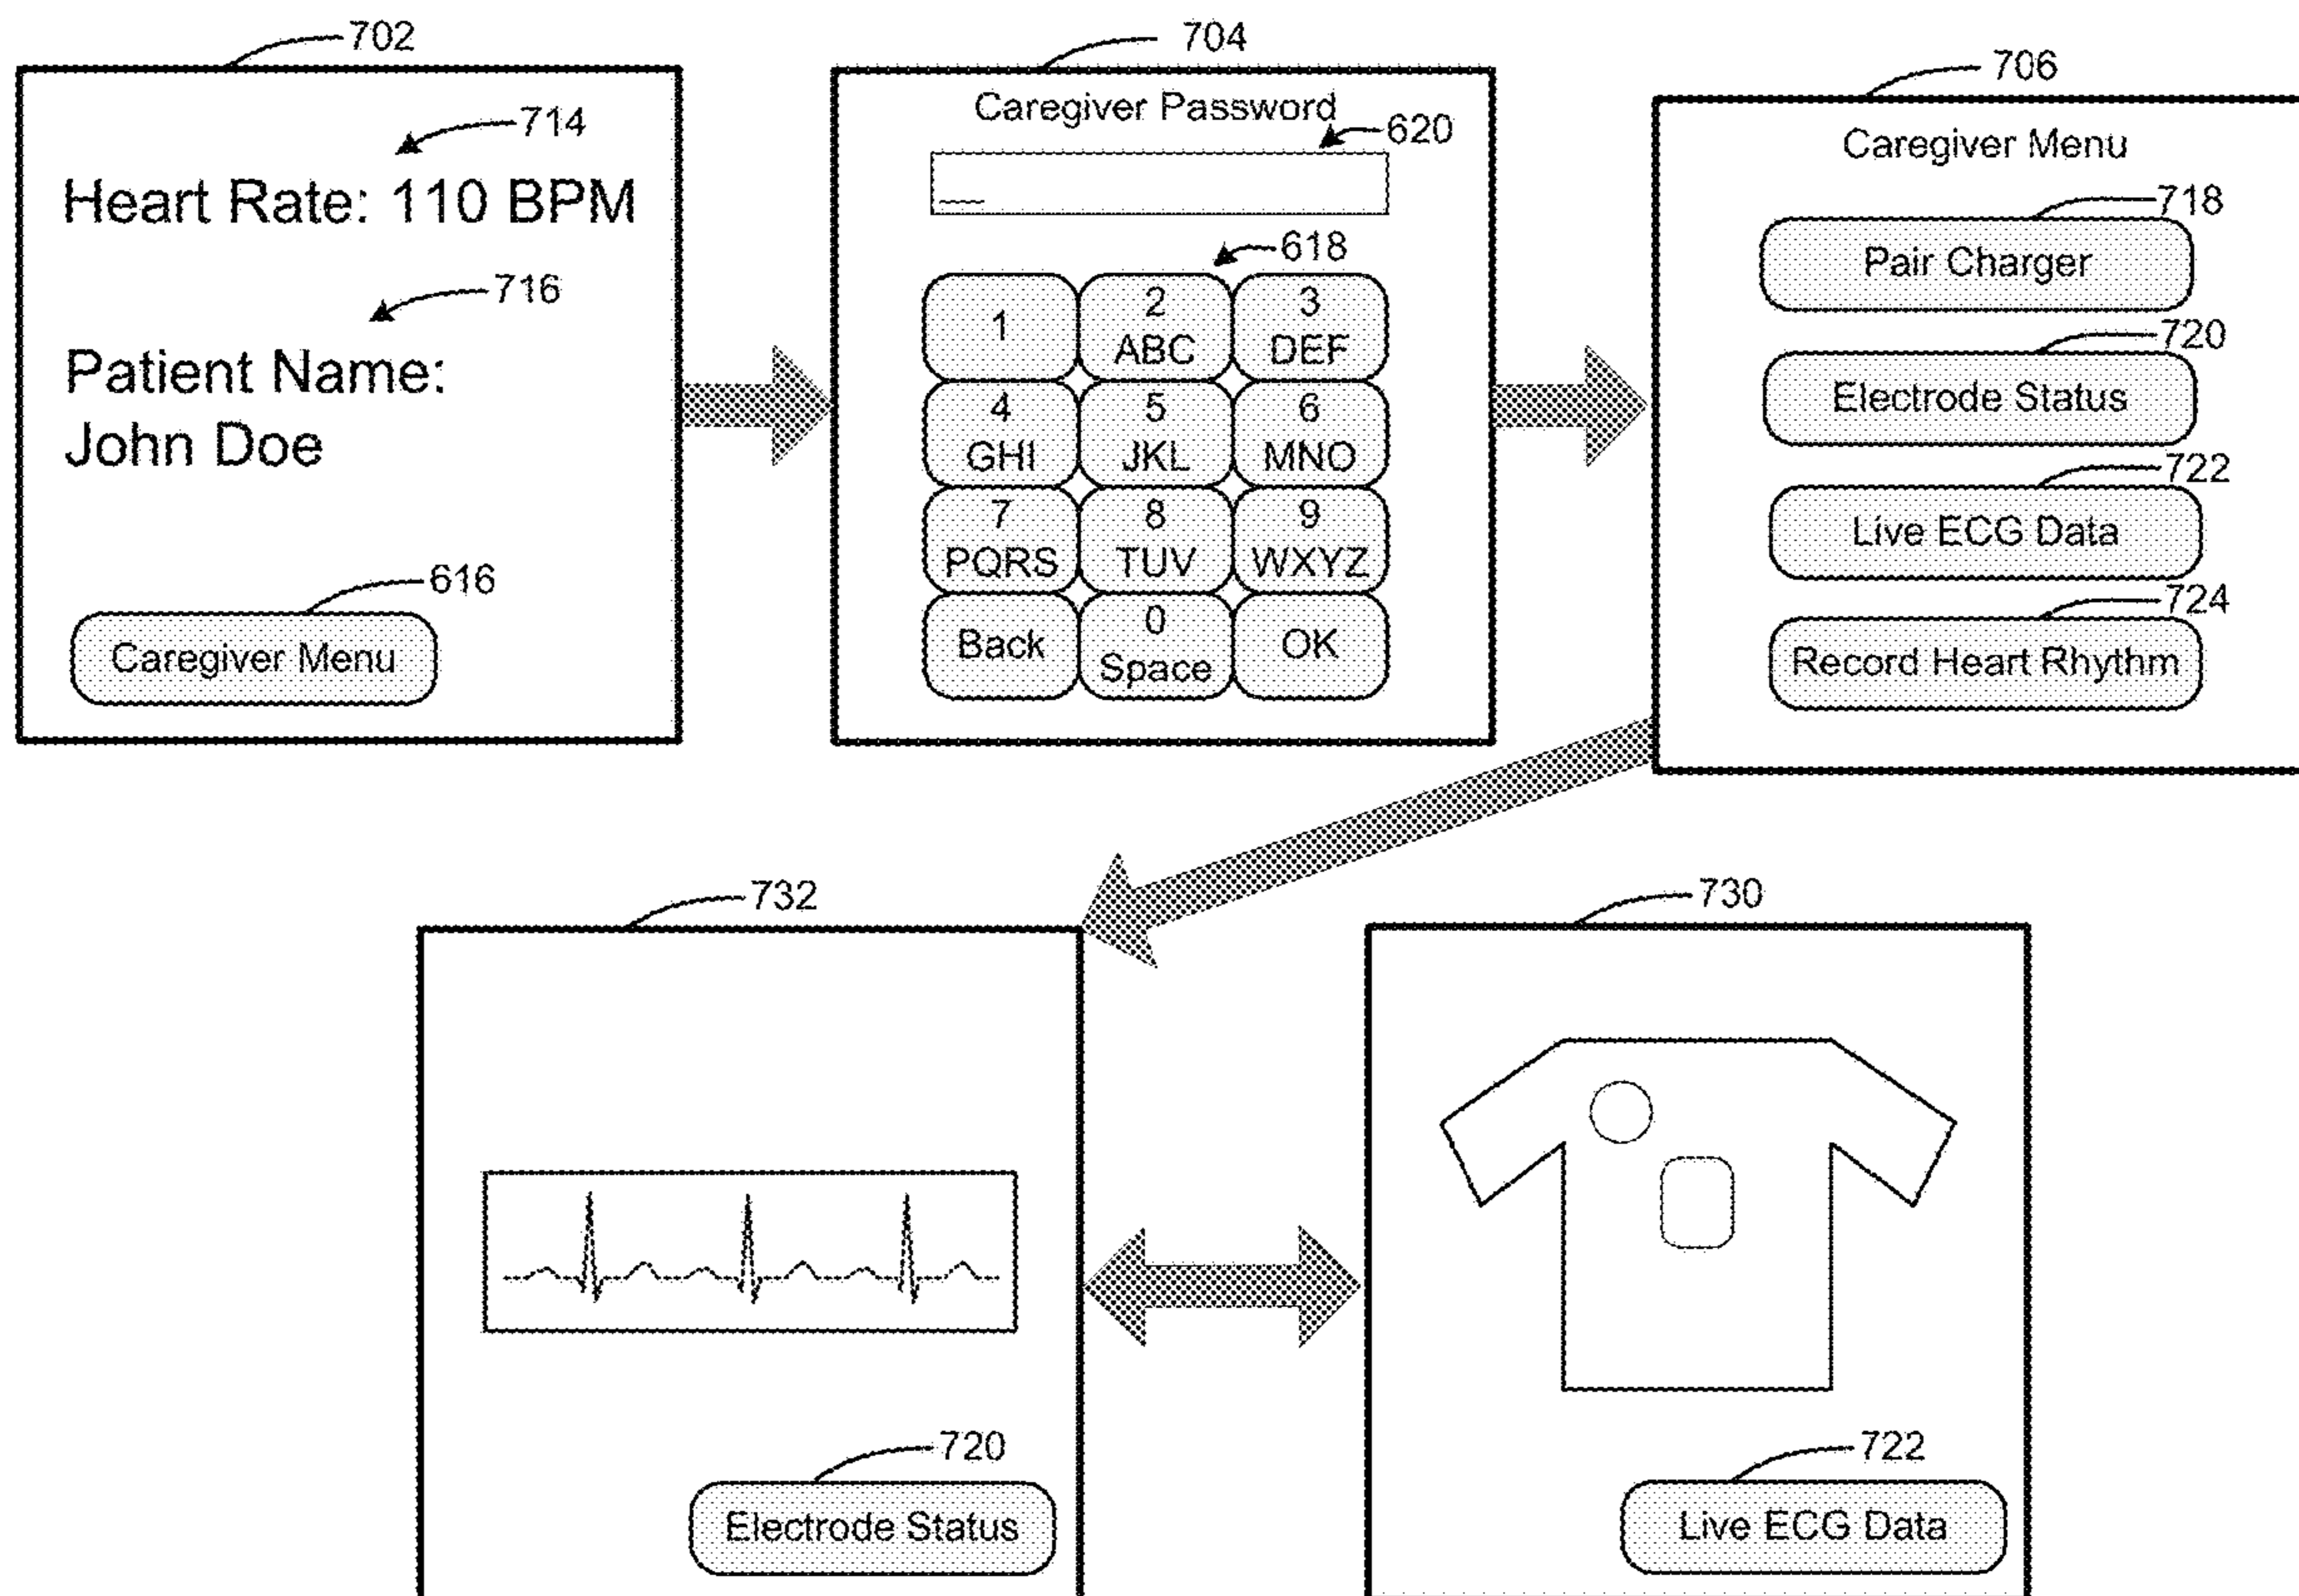 702
714
Heart Rate: 110 BPM
716
Patient Name:
John Doe
616
Caregiver Menu
704
Caregiver Password
620
618
1
2
ABC
3
DEF
4
GHI
5
JKL
6
MNO
7
PQRS
8
TUV
9
WXYZ
Back
0
Space
OK
706
Caregiver Menu
718
Pair Charger
720
Electrode Status
722
Live ECG Data
724
Record Heart Rhythm
732
720
Electrode Status
730
722
Live ECG Data